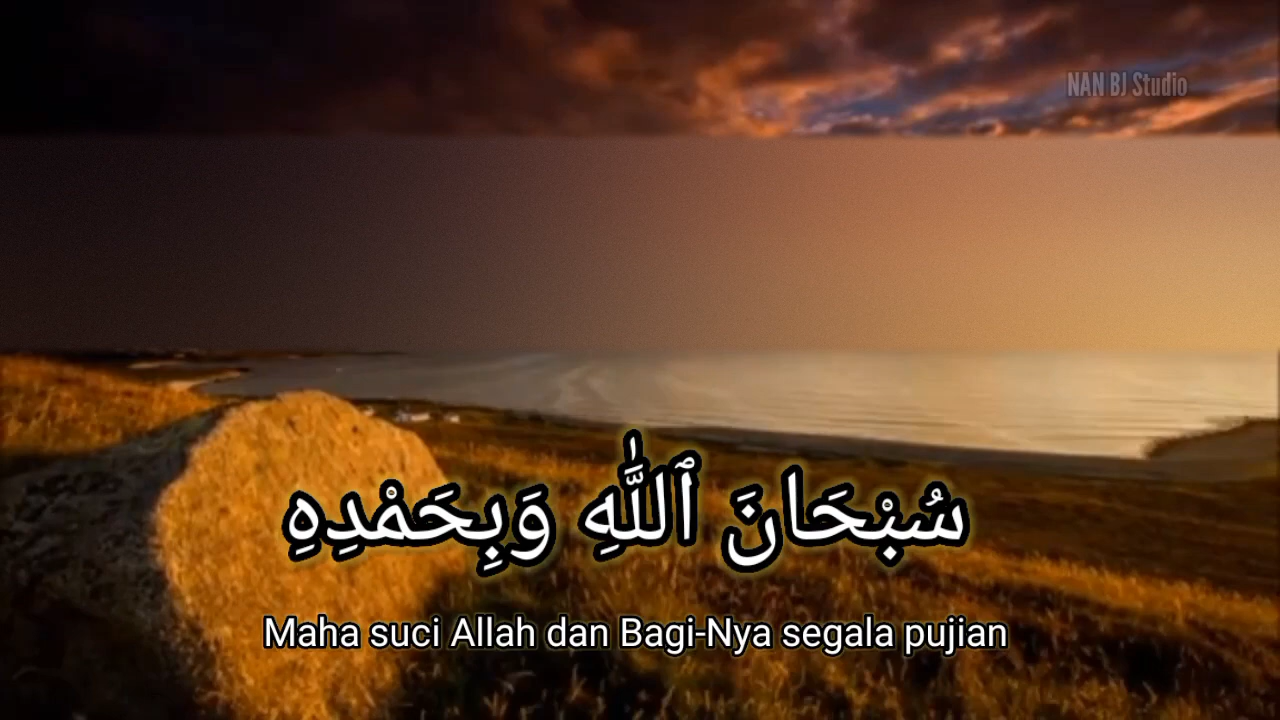 NAN BJ Studio
سُبْحَانَ ٱللَّٰهِ وَبِحَمْدِهِ
Maha suci Allah dan Bagi-Nya segala pujian